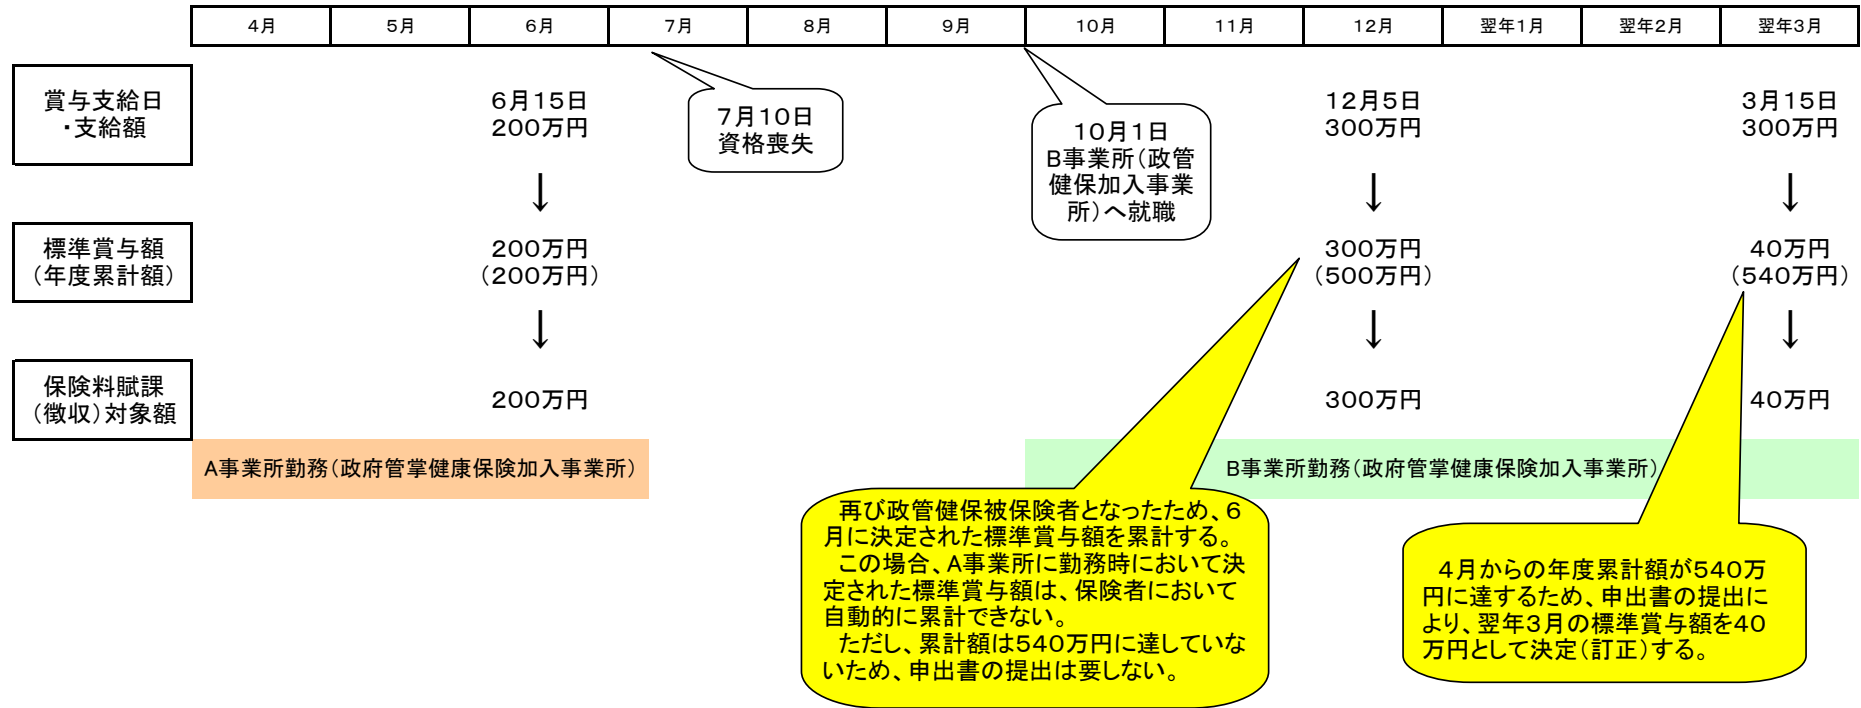 4月 5月 6月 7月 8月 9月 10月 11月 12月 翌年1月 翌年2月 翌年3月
賞与支給日
・支給額
6月15日
200万円
7月10日
資格喪失
10月1日
B事業所（政管
健保加入事業
所）へ就職
12月5日
300万円
3月15日
300万円
↓ ↓ ↓
標準賞与額
（年度累計額）
200万円
（200万円）
300万円
（500万円）
40万円
（540万円）
↓ ↓ ↓
保険料賦課
（徴収）対象額
200万円
300万円
40万円
A事業所勤務（政府管掌健康保険加入事業所）
B事業所勤務（政府管掌健康保険加入事業所）
再び政管健保被保険者となったため、6
月に決定された標準賞与額を累計する。
この場合、A事業所に勤務時において決
定された標準賞与額は、保険者において
自動的に累計できない。
ただし、累計額は540万円に達していな
いため、申出書の提出は要しない。
4月からの年度累計額が540万
円に達するため、申出書の提出に
より、翌年3月の標準賞与額を40
万円として決定（訂正）する。